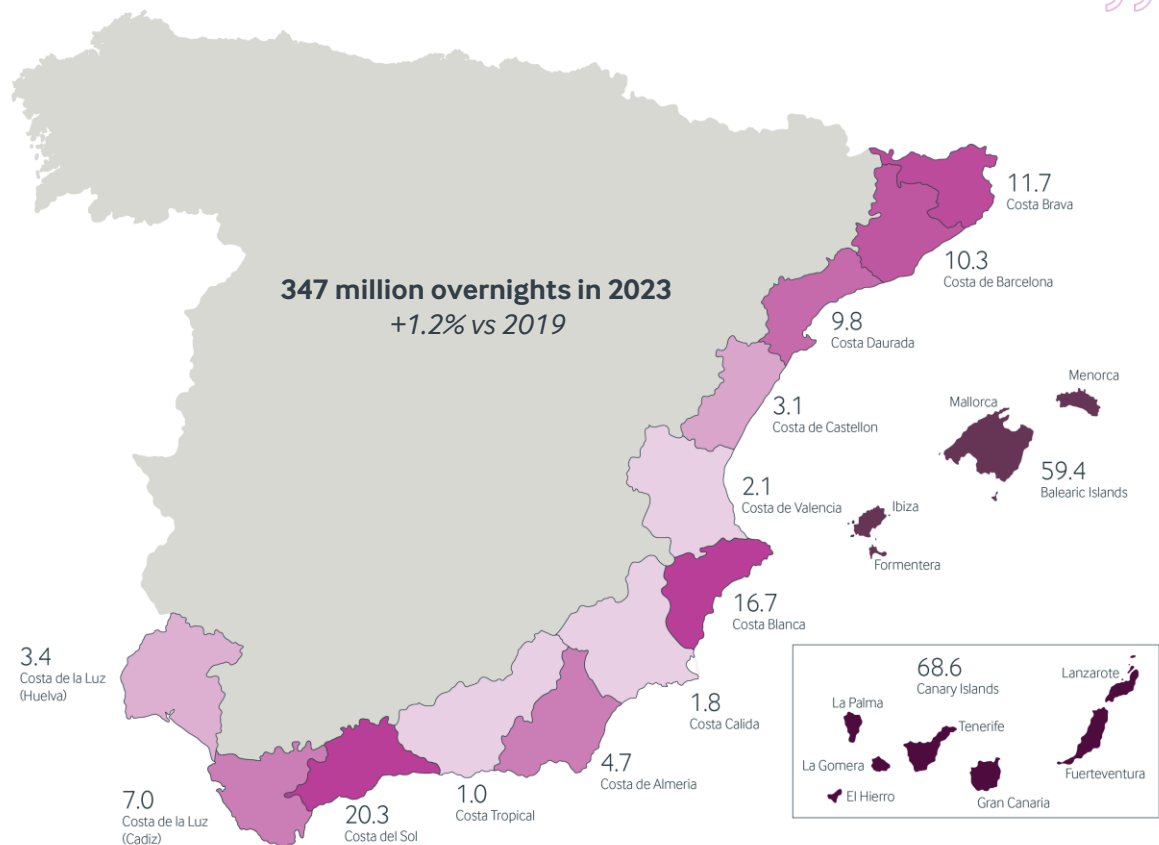 347 million overnights in 2023
+1.2% vs 2019
11.7
Costa Brava
10.3
Costa de Barcelona
9.8
Costa Daurada
3.1
Costa de Castellon
2.1
Costa de Valencia
Menorca
Mallorca
59.4
Balearic Islands
Ibiza
Formentera
16.7
Costa Blanca
1.8
Costa Calida
4.7
Costa de Almeria
1.0
Costa Tropical
20.3
Costa del Sol
7.0
Costa de la Luz
(Cadiz)
3.4
Costa de la Luz
(Huelva)
68.6
Canary Islands
Lanzarote
La Palma
Tenerife
La Gomera
Fuerteventura
El Hierro
Gran Canaria